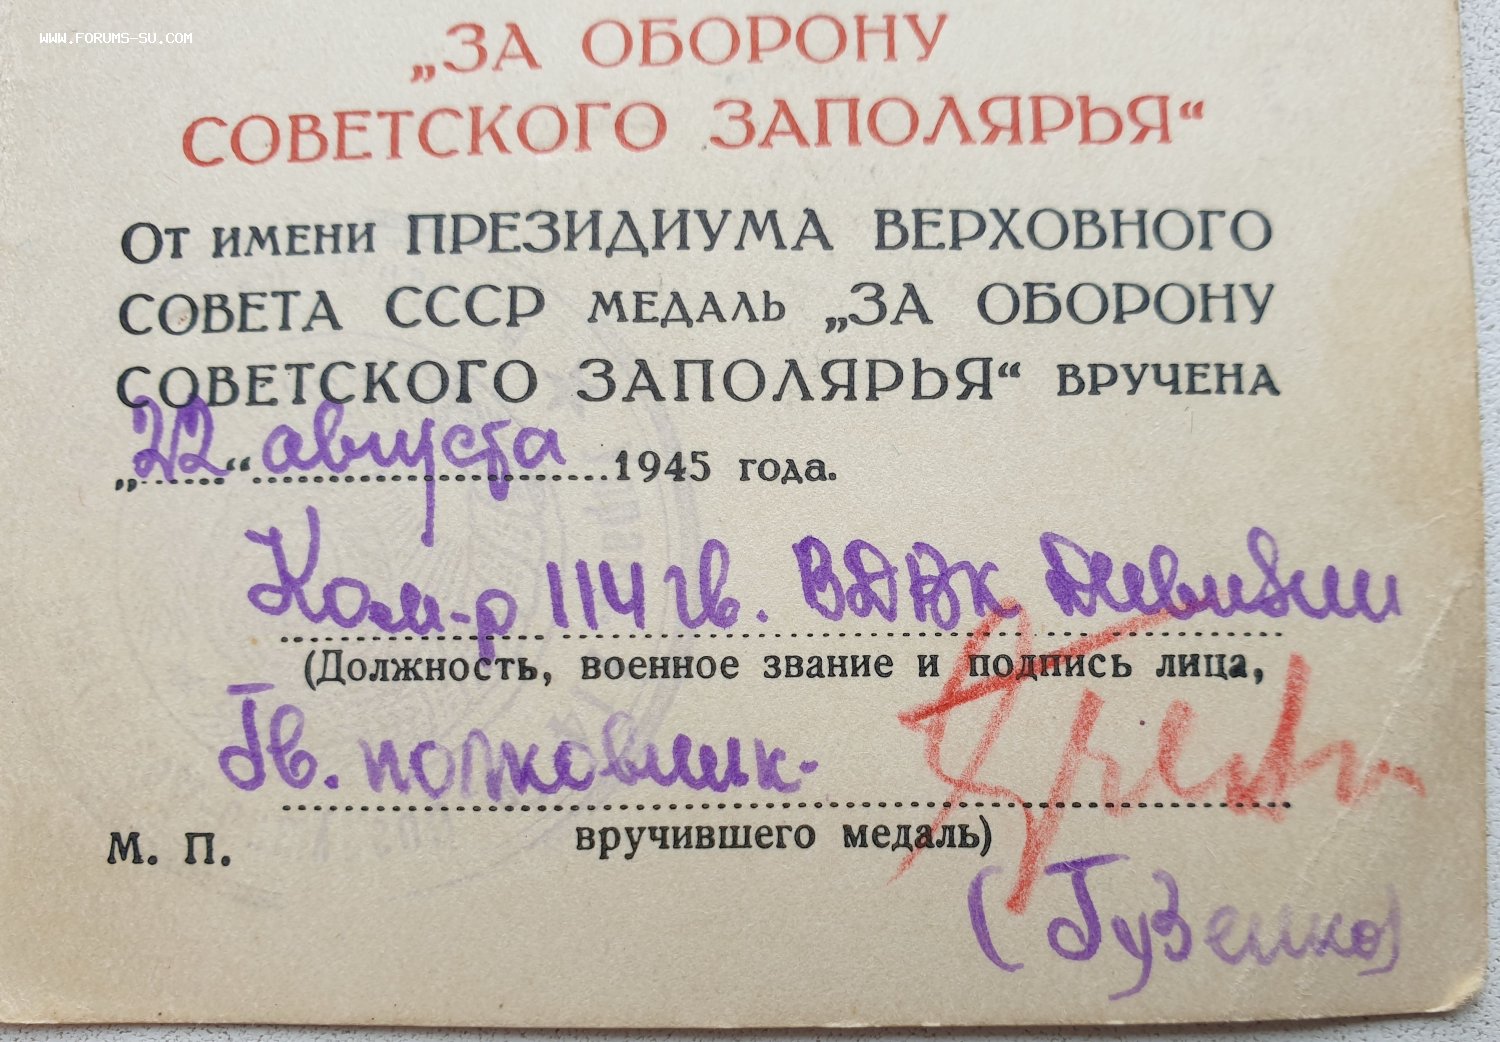 WWW.FORUMS-SU.COM
„ЗА ОБОРОНУ
СОВЕТСКОГО ЗАПОЛЯРЬЯ“
От имени ПРЕЗИДИУМА ВЕРХОВНОГО
СОВЕТА СССР медаль „ЗА ОБОРОНУ
СОВЕТСКОГО ЗАПОЛЯРЬЯ“ вручена
„22“ августа 1945 года.
Ком-р 114 гв. дивизии
(Должность, военное звание и подпись лица,
Гв. полковник-
вручившего медаль)
М. П.
(Гузенко)